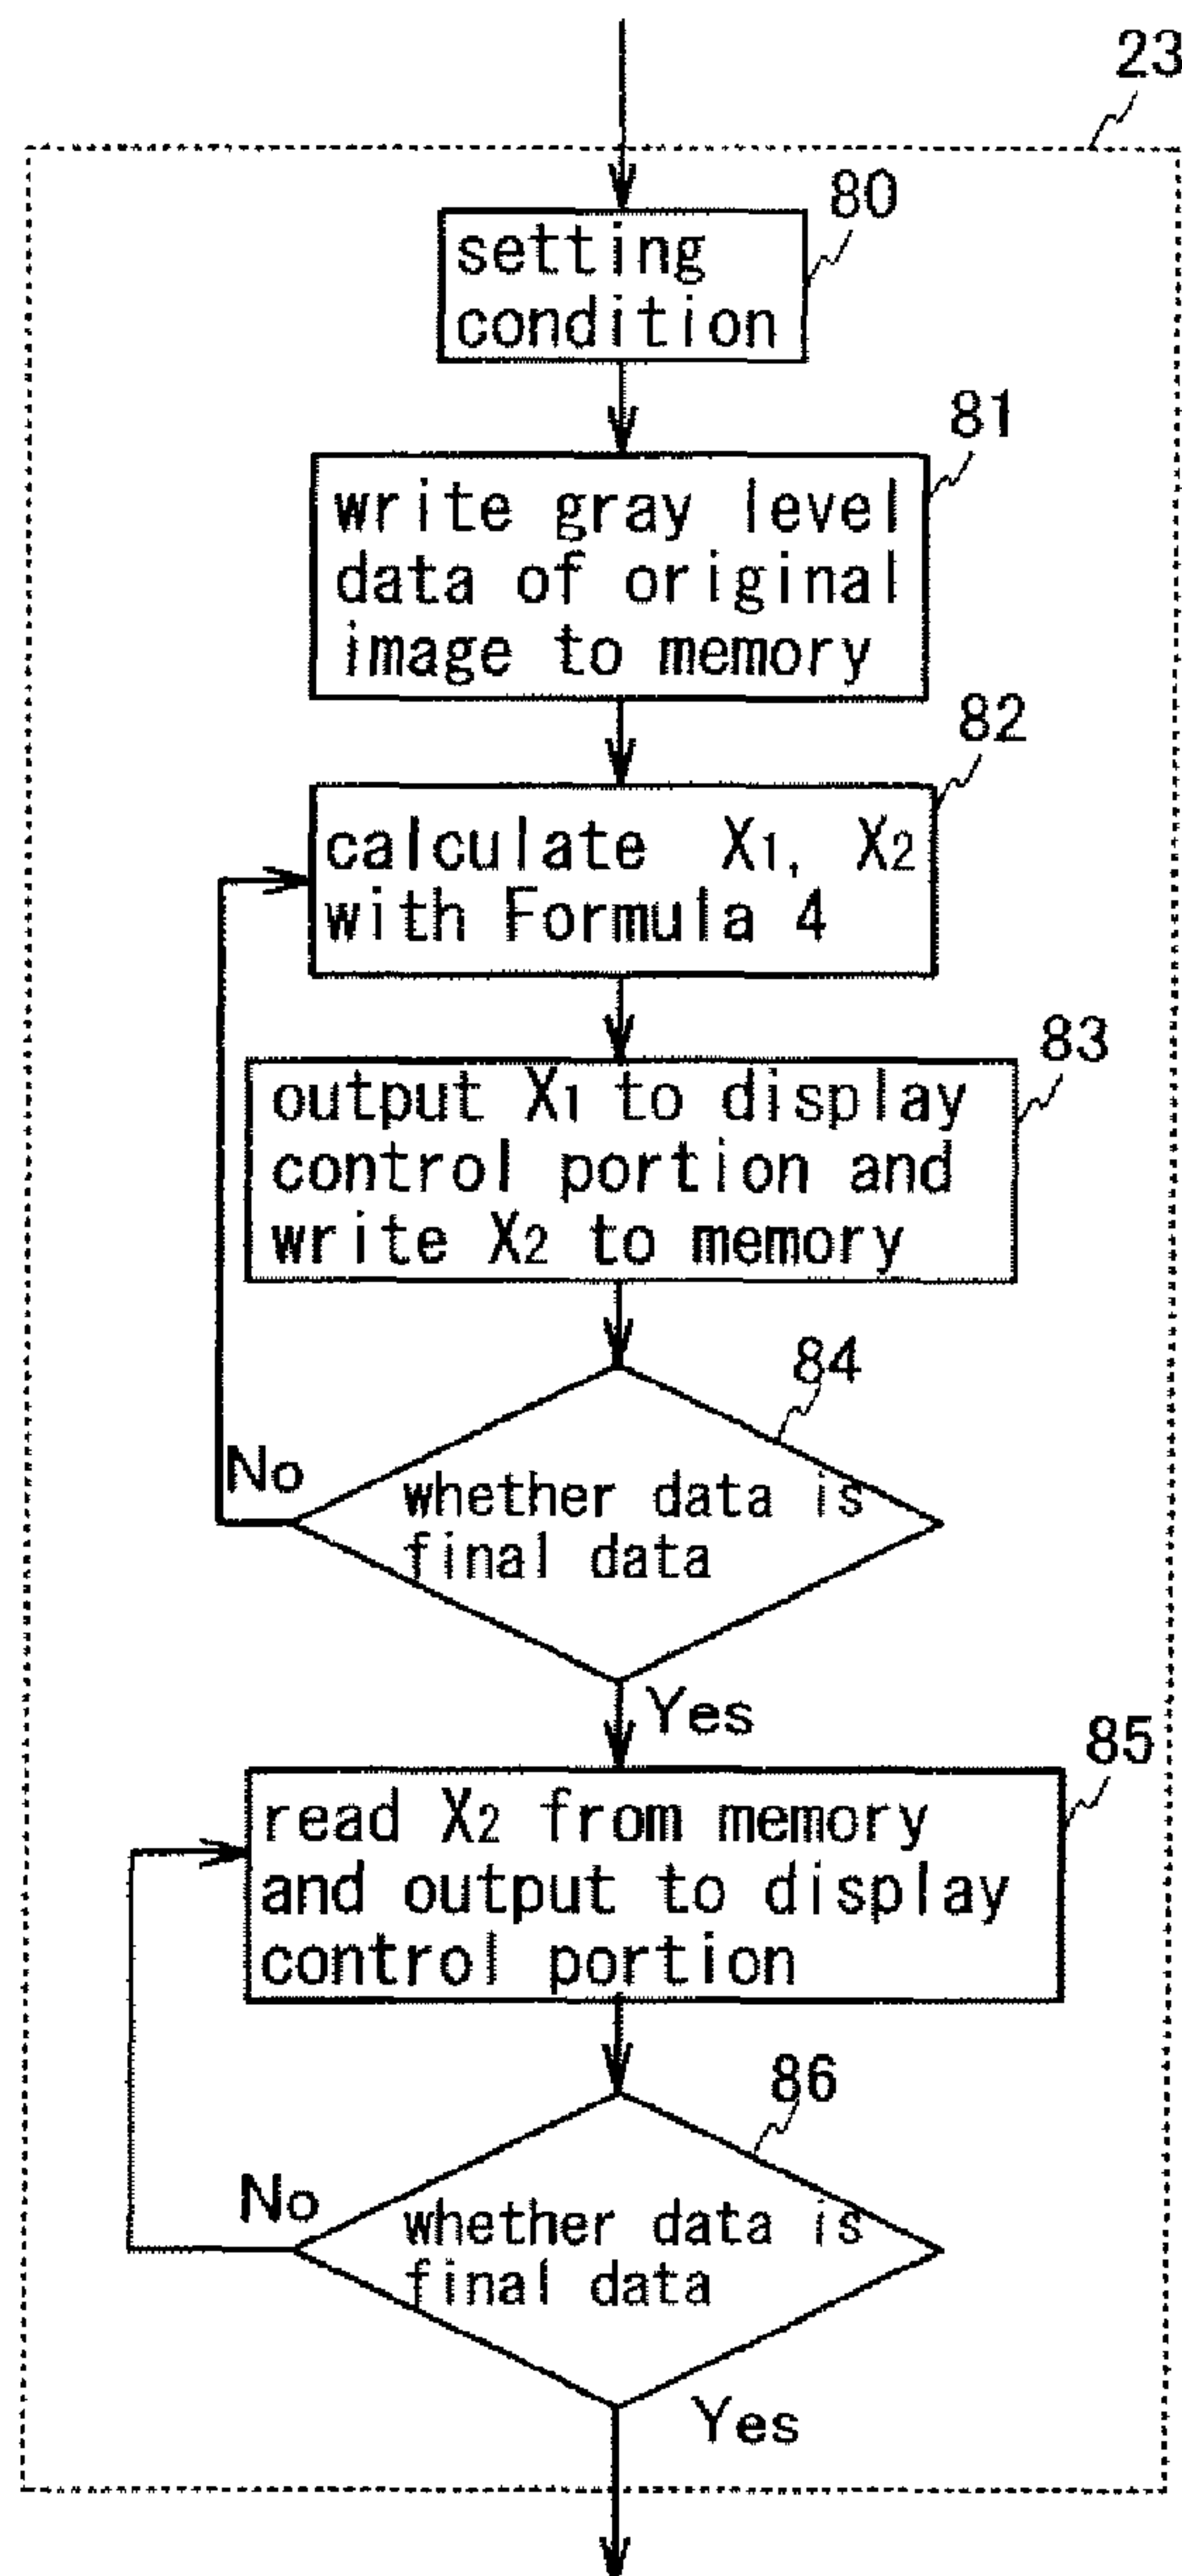 23
80
setting
condition
81
write gray level
data of original
image to memory
82
calculate X1, X2
with Formula 4
83
output X1 to display
control portion and
write X2 to memory
84
No
whether data is
final data
Yes
85
read X2 from memory
and output to display
control portion
86
No
whether data is
final data
Yes